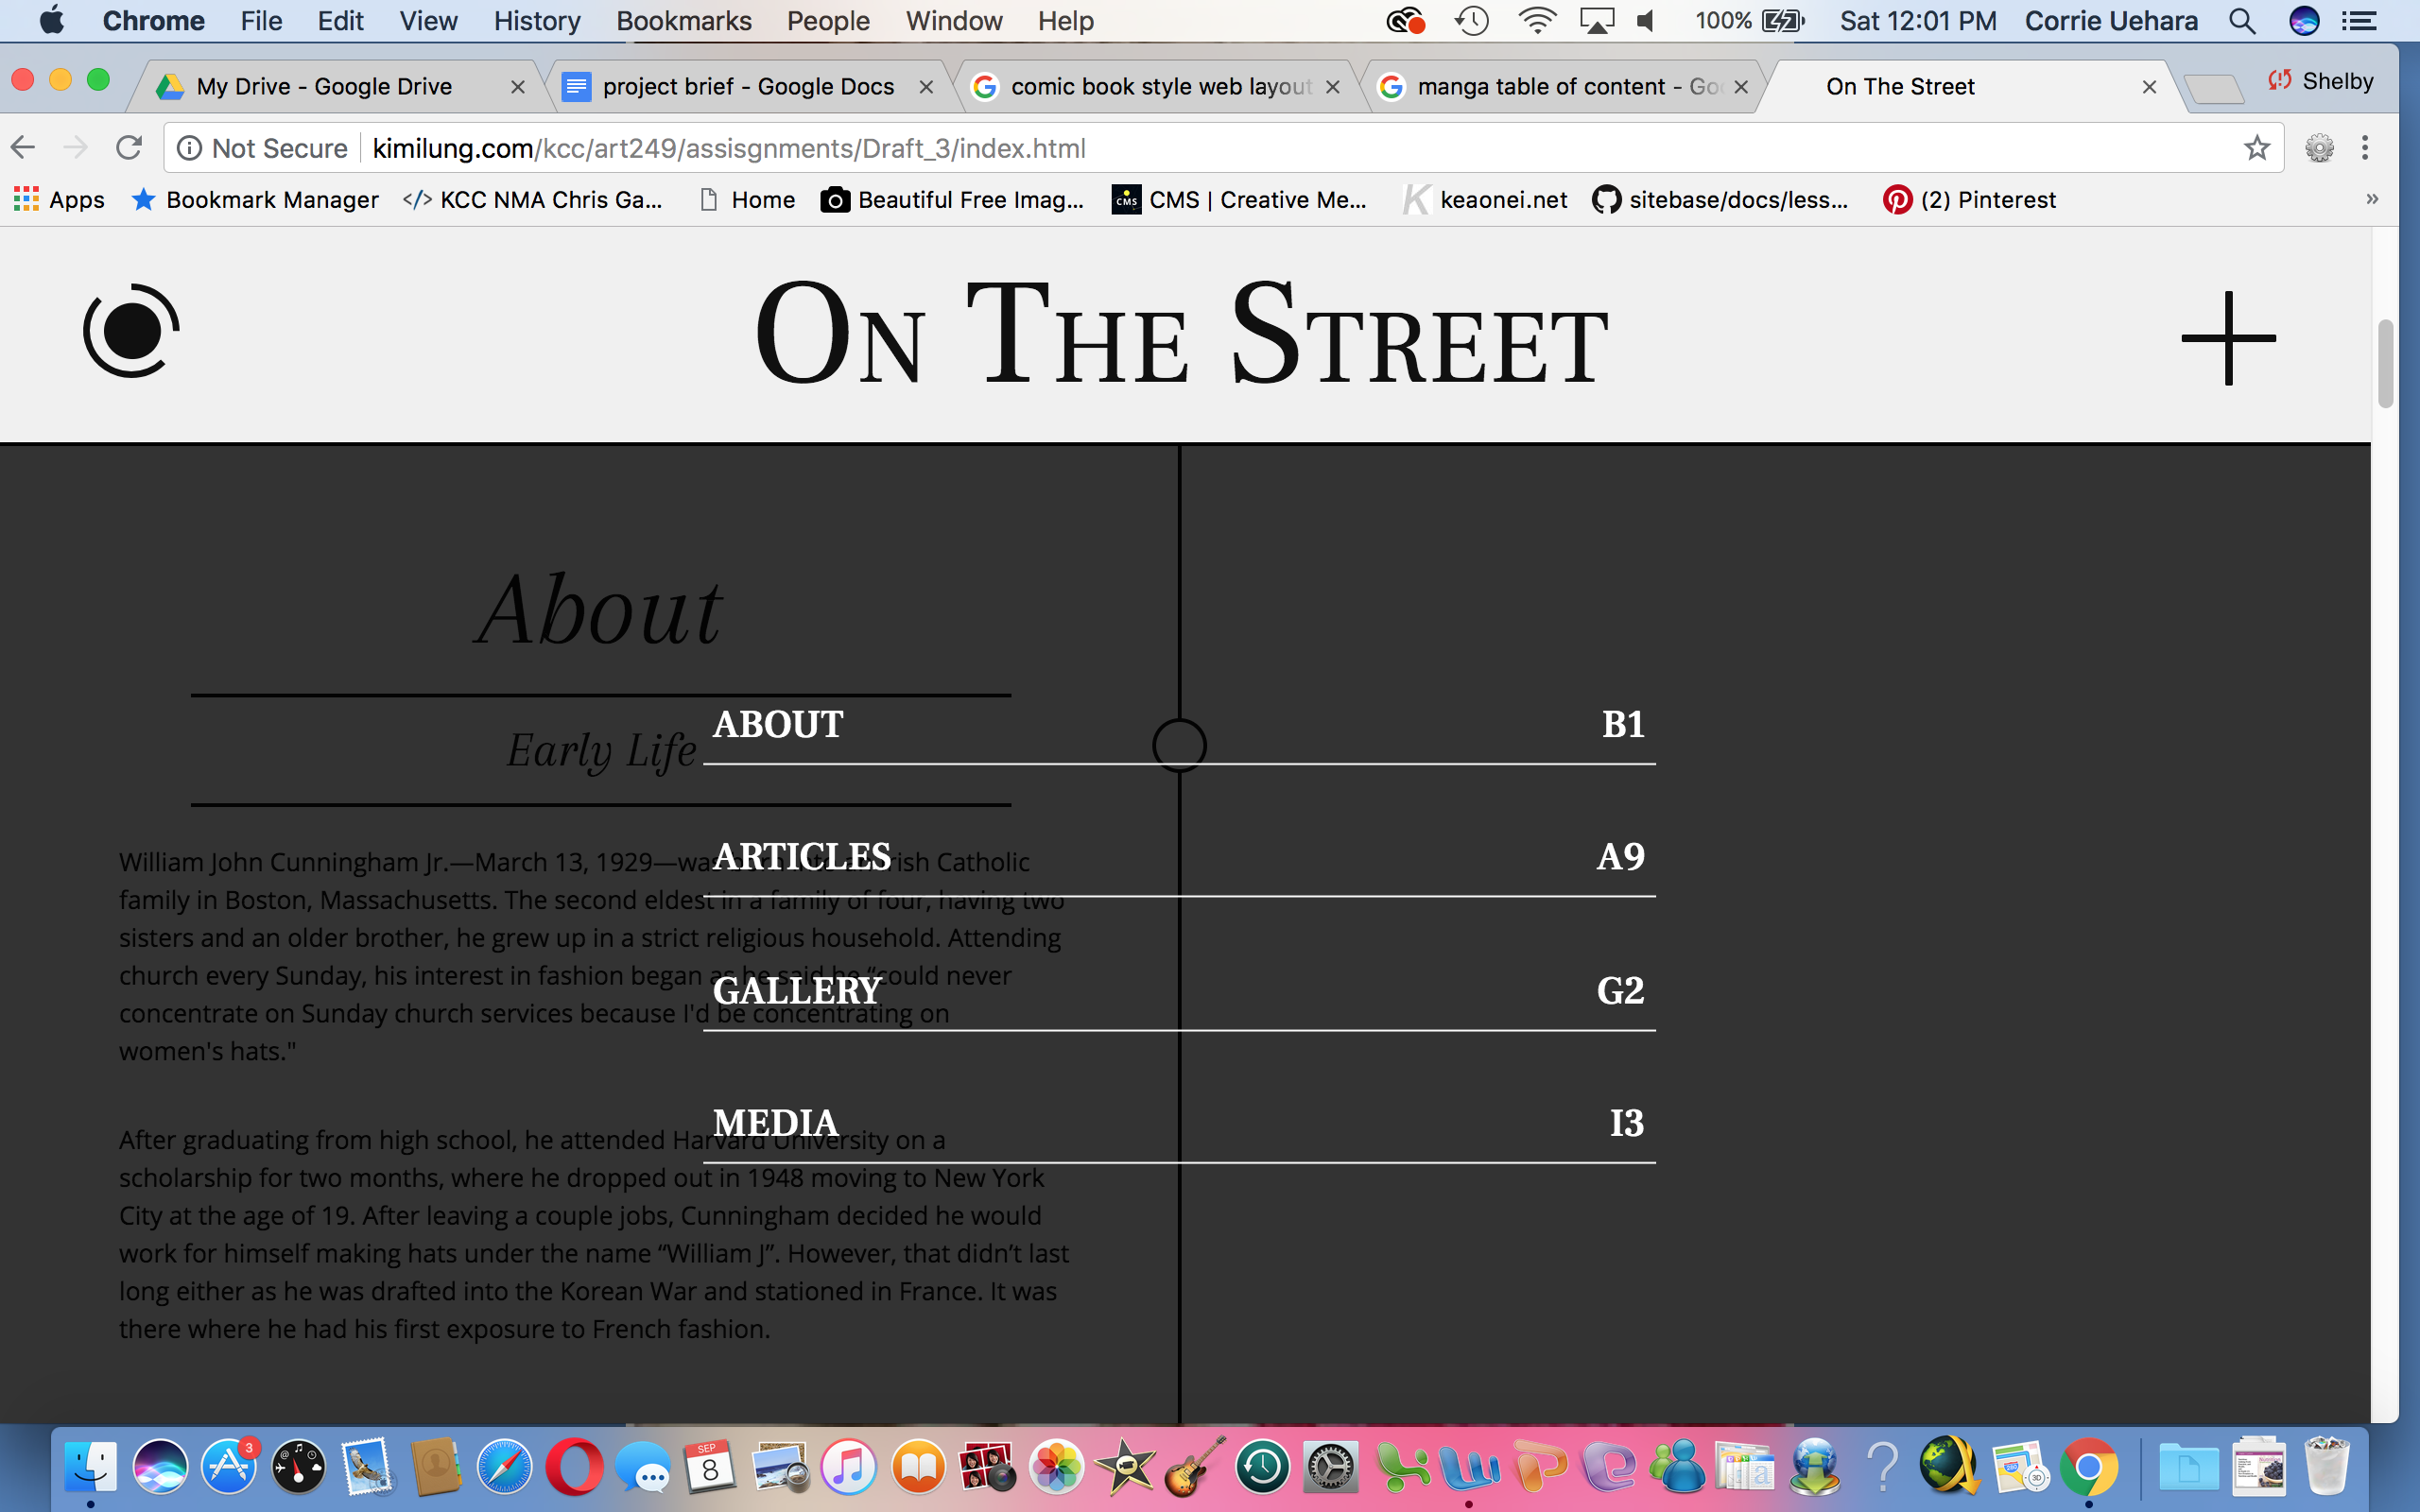 Chrome File Edit View History Bookmarks People Window Help 100% Sat 12:01 PM Corrie Uehara
My Drive - Google Drive project brief - Google Docs comic book style web layout manga table of content - Goo On The Street Shelby
Not Secure kimilung.com/kcc/art249/assisgnments/Draft_3/index.html
Apps Bookmark Manager </> KCC NMA Chris Ga... Home Beautiful Free Imag... CMS CMS | Creative Me... K keaonei.net sitebase/docs/less... (2) Pinterest »
On The Street
About
ABOUT B1
Early Life
ARTICLES A9
William John Cunningham Jr.—March 13, 1929—was born into an Irish Catholic
family in Boston, Massachusetts. The second eldest in a family of four, having two
sisters and an older brother, he grew up in a strict religious household. Attending
church every Sunday, his interest in fashion began as he said he “could never
GALLERY G2
concentrate on Sunday church services because I'd be concentrating on
women's hats."
MEDIA I3
After graduating from high school, he attended Harvard University on a
scholarship for two months, where he dropped out in 1948 moving to New York
City at the age of 19. After leaving a couple jobs, Cunningham decided he would
work for himself making hats under the name “William J”. However, that didn’t last
long either as he was drafted into the Korean War and stationed in France. It was
there where he had his first exposure to French fashion.
3
SEP
8